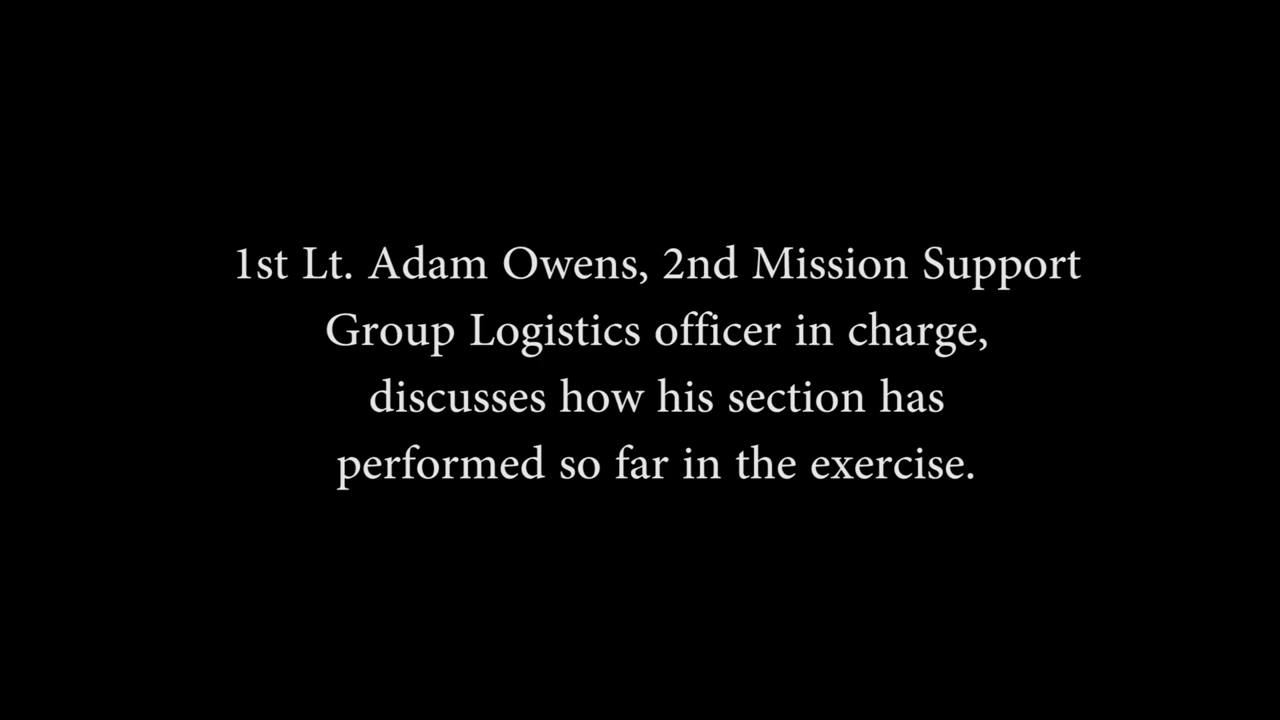 1st Lt. Adam Owens, 2nd Mission Support
Group Logistics officer in charge,
discusses how his section has
performed so far in the exercise.